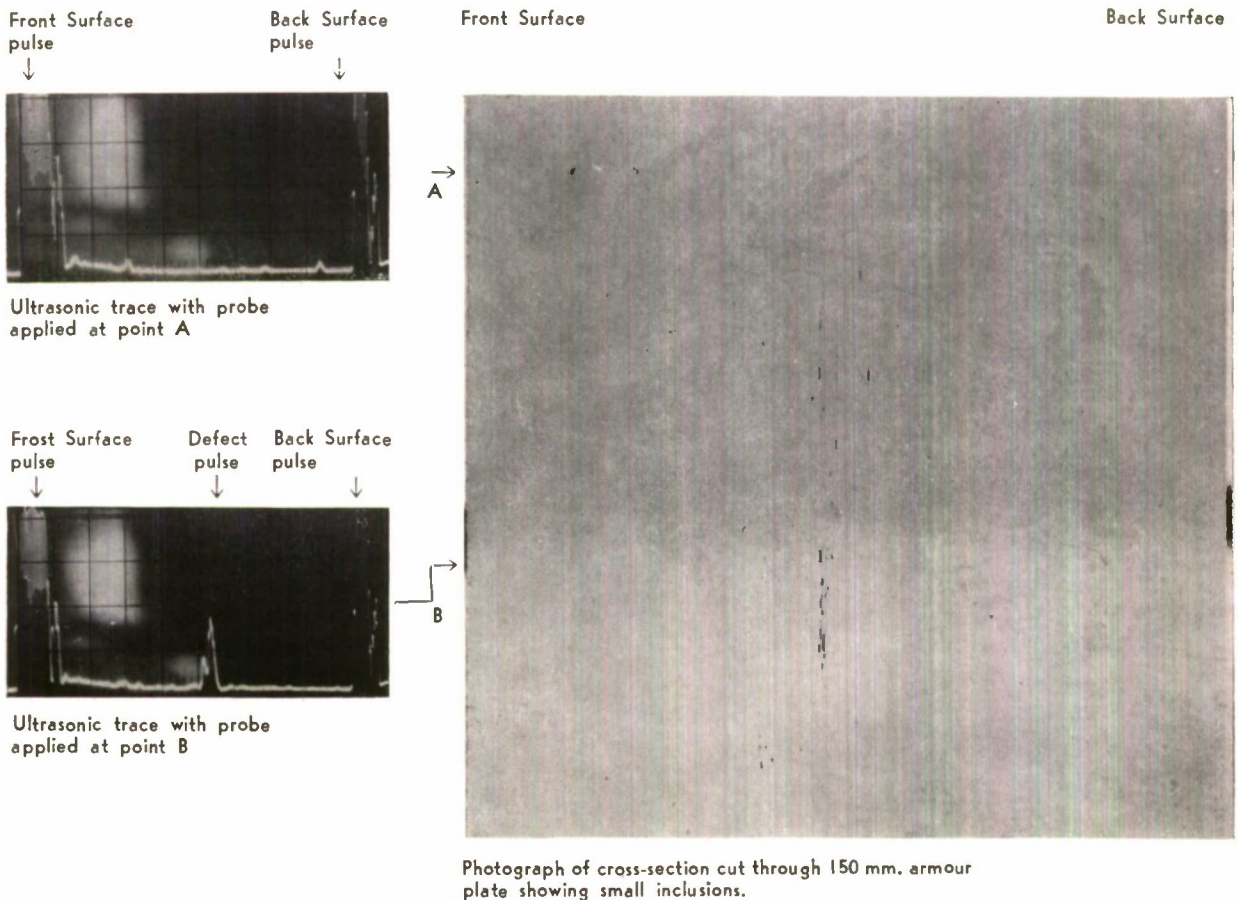 Front Surface
pulse
Back Surface
pulse
Front Surface
Back Surface
A
Ultrasonic trace with probe
applied at point A
Frost Surface
pulse
Defect
pulse
Back Surface
pulse
B
Ultrasonic trace with probe
applied at point B
Photograph of cross-section cut through 150 mm. armour
plate showing small inclusions.